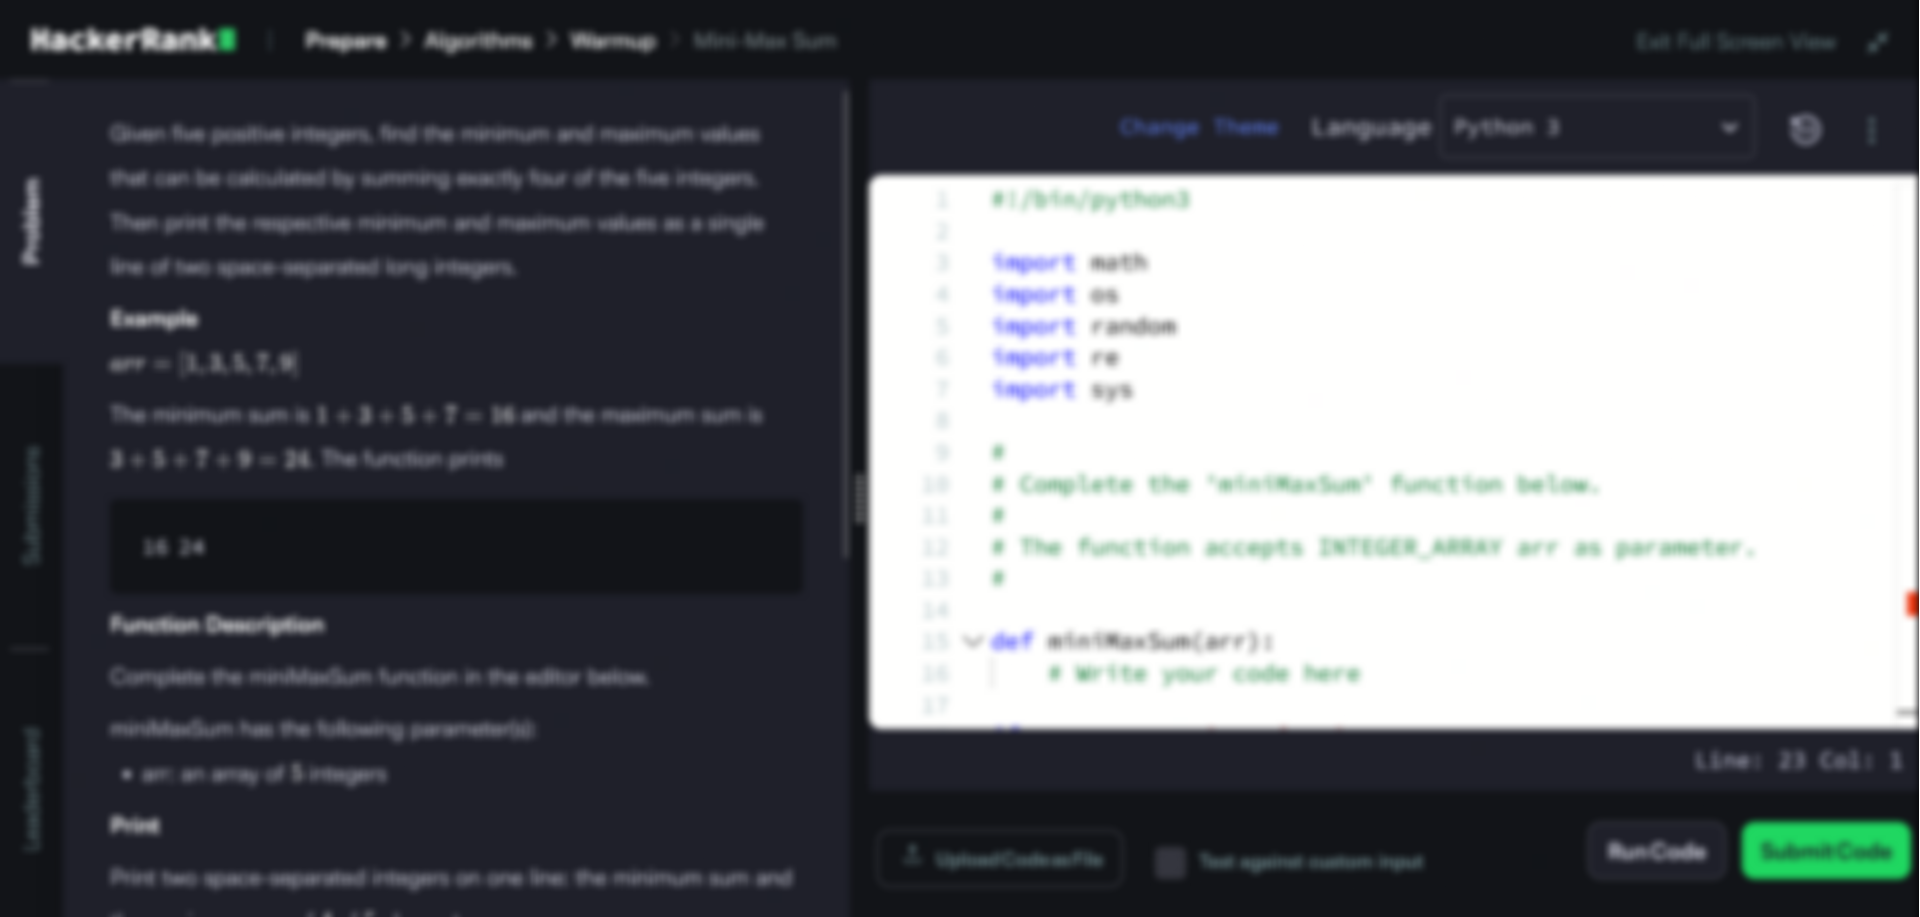 HackerRank
Prepare > Algorithms > Warmup > Mini-Max Sum
Exit Full Screen View
Problem
Submissions
Leaderboard
Given five positive integers, find the minimum and maximum values
that can be calculated by summing exactly four of the five integers.
Then print the respective minimum and maximum values as a single
line of two space-separated long integers.
Example
arr = [1,3,5,7,9]
The minimum sum is 1 + 3 + 5 + 7 = 16 and the maximum sum is
3 + 5 + 7 + 9 = 24. The function prints
16 24
Function Description
Complete the miniMaxSum function in the editor below.
miniMaxSum has the following parameter(s):
• arr: an array of 5 integers
Print
Print two space-separated integers on one line: the minimum sum and
Change Theme Language Python 3
1 #!/bin/python3
2
3 import math
4 import os
5 import random
6 import re
7 import sys
8
9 #
10 # Complete the 'miniMaxSum' function below.
11 #
12 # The function accepts INTEGER_ARRAY arr as parameter.
13 #
14
15 def miniMaxSum(arr):
16 # Write your code here
17
Line: 23 Col: 1
Upload Code as File
Test against custom input
Run Code
Submit Code